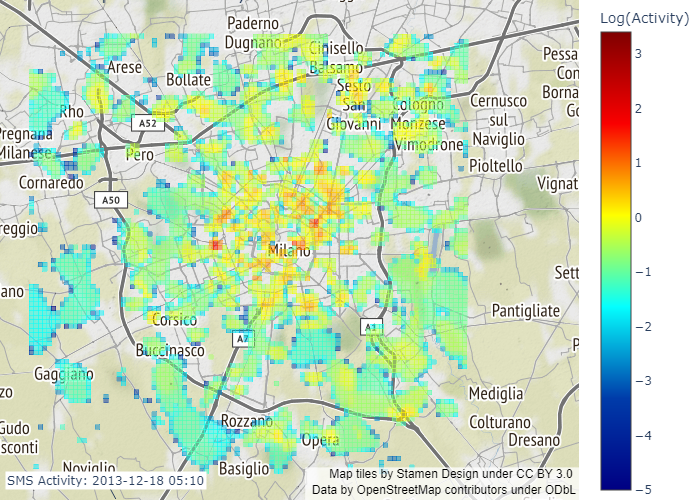 Paderno
Dugnano
Cinisello
Balsamo
Arese
Bollate
Sesto
San
Giovanni
Cologno
Monzese
Vimodrone
Cernusco
sul
Naviglio
Pessa
Con
Borna
Go
Rho
A52
Pregnana
Milanese
Pero
Pioltello
Cornaredo
A50
Vignat
reggio
Milano
Sett
ano
Pantigliate
Corsico
A7
Buccinasco
P
Gaggiano
zo
Mediglia
Rozzano
Colturano
Gudo
sconti
Opera
Dresano
Noviglio
Basiglio
SMS Activity: 2013-12-18 05:10
Map tiles by Stamen Design under CC BY 3.0
Data by OpenStreetMap contributors under ODbL
Log(Activity)
3
2
1
0
−1
−2
−3
−4
−5